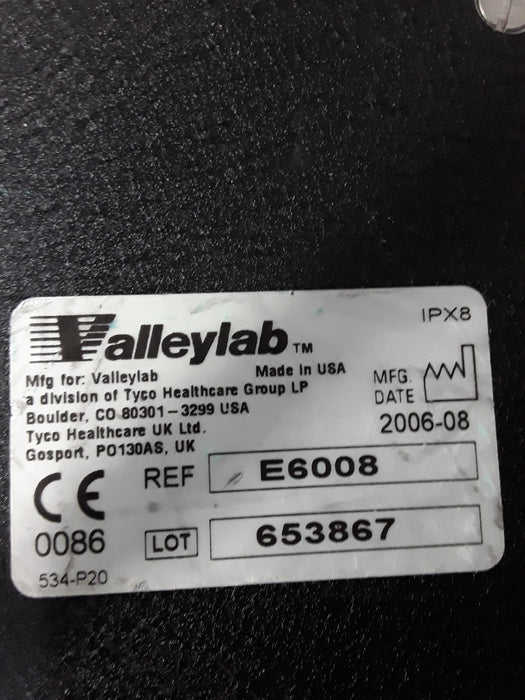 IPX8
Valleylab™
Mfg for: Valleylab Made in USA
a division of Tyco Healthcare Group LP
Boulder, CO 80301-3299 USA
Tyco Healthcare UK Ltd.
Gosport, PO130AS, UK
MFG.
DATE
2006-08
CE
0086
REF E6008
LOT 653867
534-P20